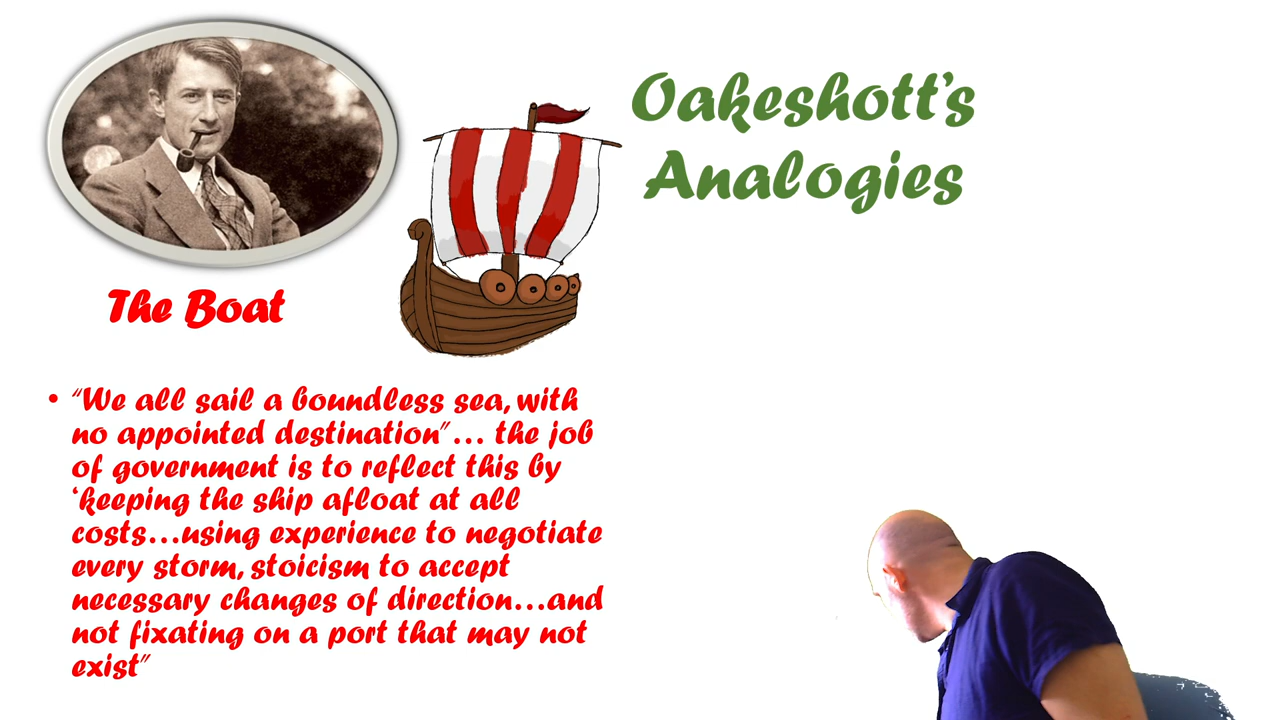 Oakeshott's
Analogies
The Boat
• "We all sail a boundless sea, with
no appointed destination"… the job
of government is to reflect this by
'keeping the ship afloat at all
costs…using experience to negotiate
every storm, stoicism to accept
necessary changes of direction…and
not fixating on a port that may not
exist"